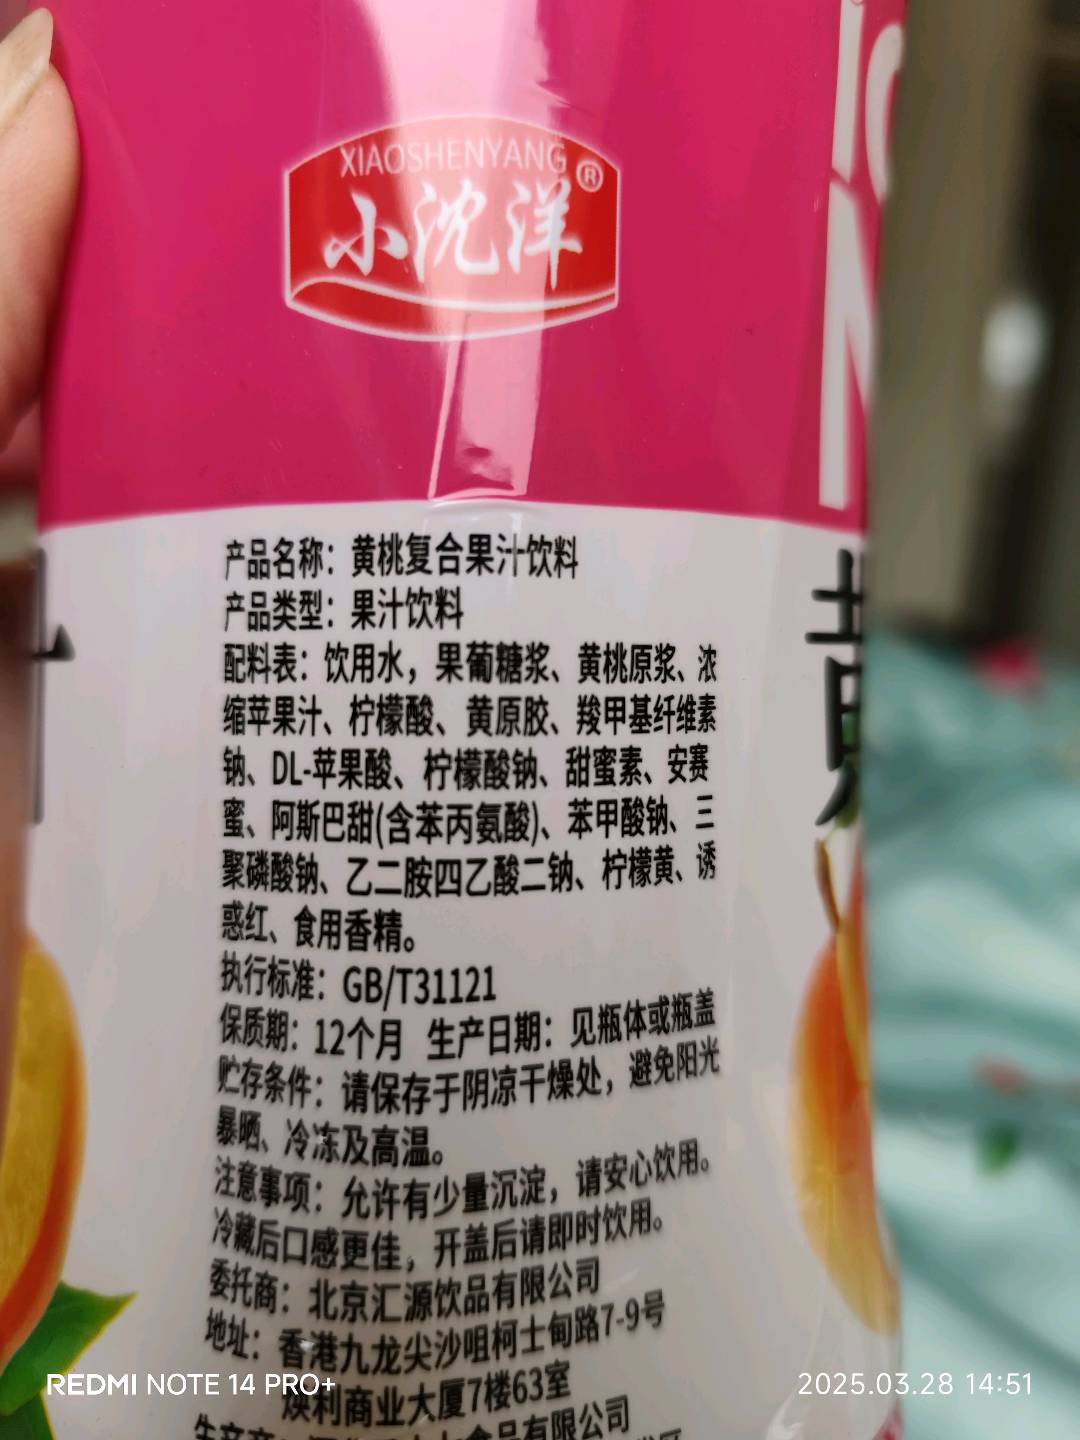 XIAOSHENYANG®
小沈洋
产品名称：黄桃复合果汁饮料
产品类型：果汁饮料
配料表：饮用水，果葡糖浆、黄桃原浆、浓
缩苹果汁、柠檬酸、黄原胶、羧甲基纤维素
钠、DL-苹果酸、柠檬酸钠、甜蜜素、安赛
蜜、阿斯巴甜(含苯丙氨酸)、苯甲酸钠、三
聚磷酸钠、乙二胺四乙酸二钠、柠檬黄、诱
惑红、食用香精。
执行标准：GB/T31121
保质期：12个月 生产日期：见瓶体或瓶盖
贮存条件：请保存于阴凉干燥处，避免阳光
暴晒、冷冻及高温。
注意事项：允许有少量沉淀，请安心饮用。
冷藏后口感更佳，开盖后请即时饮用。
委托商：北京汇源饮品有限公司
地址：香港九龙尖沙咀柯士甸路7-9号
焕利商业大厦7楼63室
食品有限公司
REDMI NOTE 14 PRO+
2025.03.28 14:51